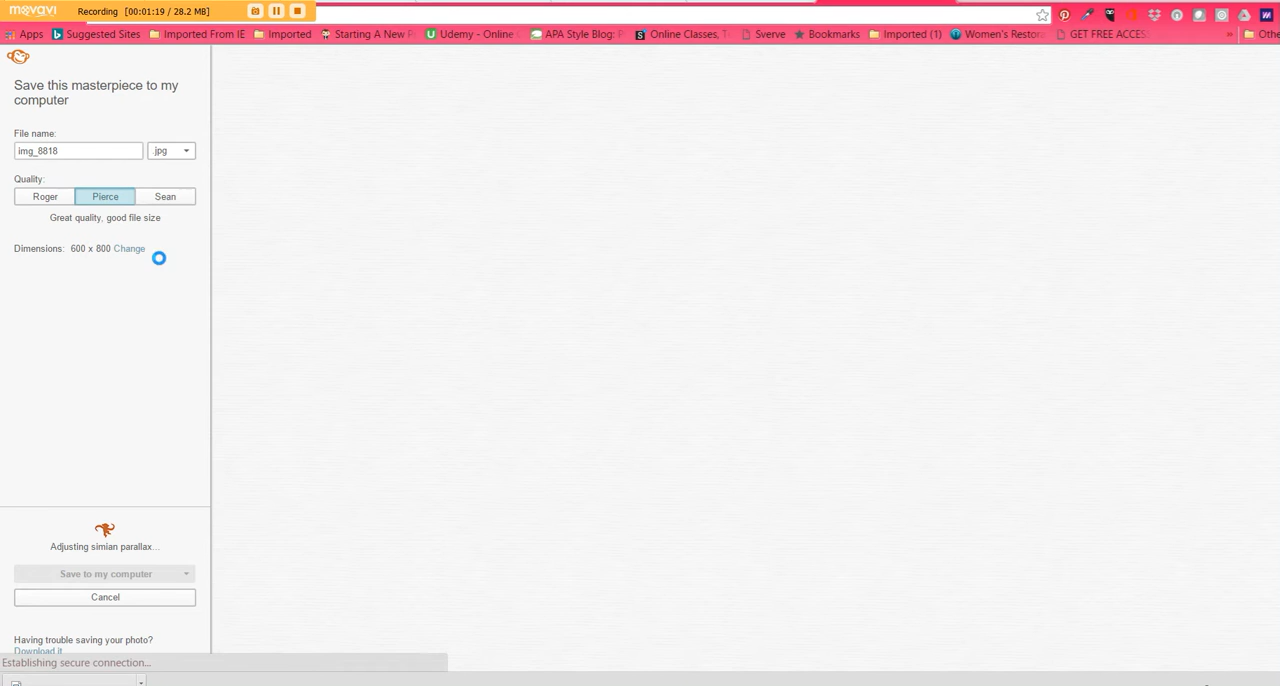 movavi Recording [00:01:19 / 28.2 MB]
Apps Suggested Sites Imported From IE Imported Starting A New Udemy - Online APA Style Blog: Online Classes, Sverve Bookmarks Imported (1) Women's Restor GET FREE ACCES » Othe
Save this masterpiece to my
computer
File name:
img_8818 .jpg
Quality:
Roger Pierce Sean
Great quality, good file size
Dimensions: 600 x 800 Change
Adjusting simian parallax...
Save to my computer
Cancel
Having trouble saving your photo?
Download it
Establishing secure connection...